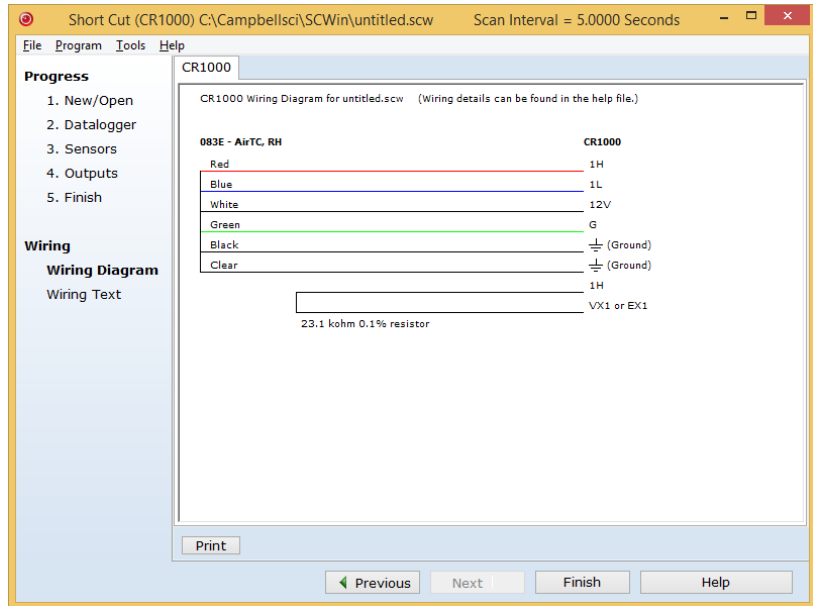 Short Cut (CR1000) C:\Campbellsci\SCWin\untitled.scw Scan Interval = 5.0000 Seconds
File Program Tools Help
Progress
1. New/Open
2. Datalogger
3. Sensors
4. Outputs
5. Finish
Wiring
Wiring Diagram
Wiring Text
CR1000
CR1000 Wiring Diagram for untitled.scw (Wiring details can be found in the help file.)
083E - AirTC, RH CR1000
Red 1H
Blue 1L
White 12V
Green G
Black (Ground)
Clear (Ground)
1H
VX1 or EX1
23.1 kohm 0.1% resistor
Print
Previous Next Finish Help